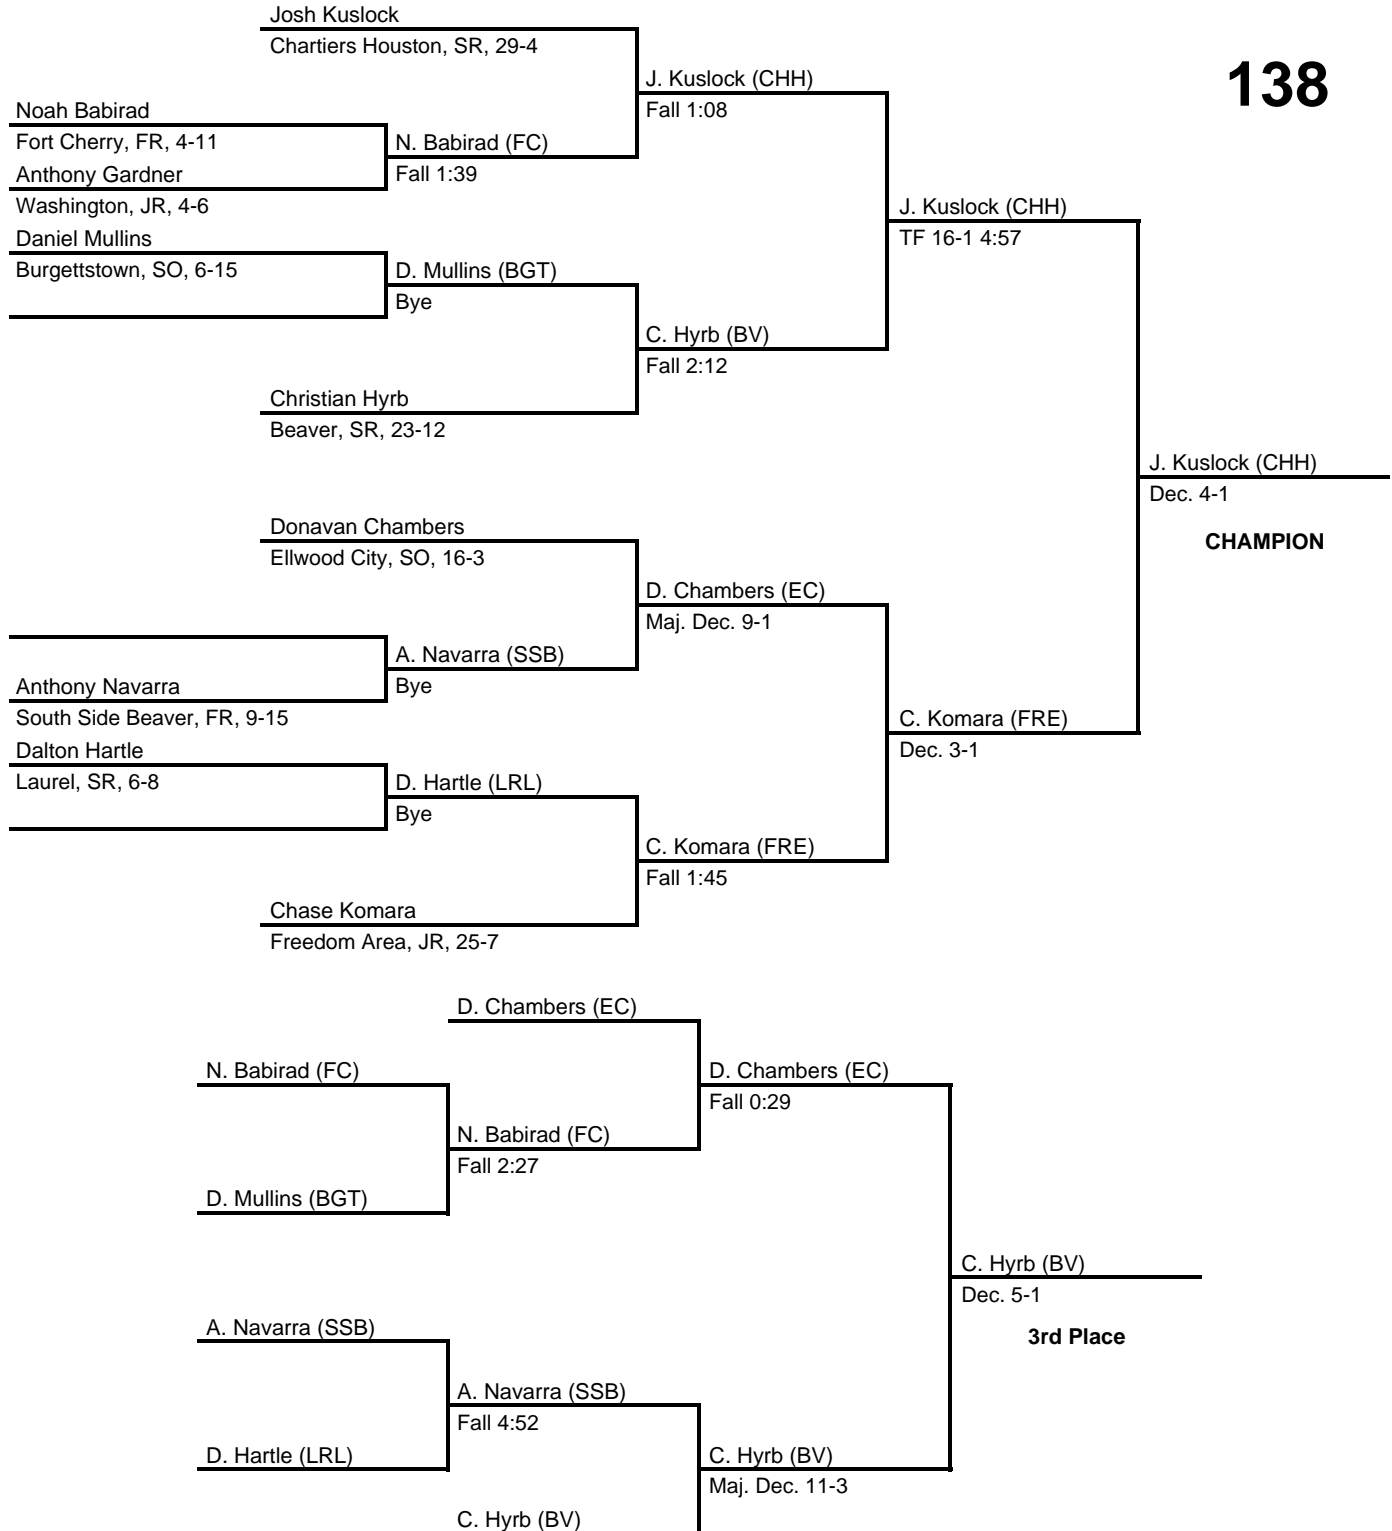 Josh Kuslock
Chartiers Houston, SR, 29-4
138
J. Kuslock (CHH)
Fall 1:08
Noah Babirad
Fort Cherry, FR, 4-11
N. Babirad (FC)
Fall 1:39
Anthony Gardner
Washington, JR, 4-6
J. Kuslock (CHH)
TF 16-1 4:57
Daniel Mullins
Burgettstown, SO, 6-15
D. Mullins (BGT)
Bye
C. Hyrb (BV)
Fall 2:12
Christian Hyrb
Beaver, SR, 23-12
J. Kuslock (CHH)
Dec. 4-1
CHAMPION
Donavan Chambers
Ellwood City, SO, 16-3
D. Chambers (EC)
Maj. Dec. 9-1
A. Navarra (SSB)
Bye
Anthony Navarra
South Side Beaver, FR, 9-15
C. Komara (FRE)
Dec. 3-1
Dalton Hartle
Laurel, SR, 6-8
D. Hartle (LRL)
Bye
C. Komara (FRE)
Fall 1:45
Chase Komara
Freedom Area, JR, 25-7
D. Chambers (EC)
N. Babirad (FC)
D. Chambers (EC)
Fall 0:29
N. Babirad (FC)
Fall 2:27
D. Mullins (BGT)
C. Hyrb (BV)
Dec. 5-1
3rd Place
A. Navarra (SSB)
A. Navarra (SSB)
Fall 4:52
D. Hartle (LRL)
C. Hyrb (BV)
Maj. Dec. 11-3
C. Hyrb (BV)